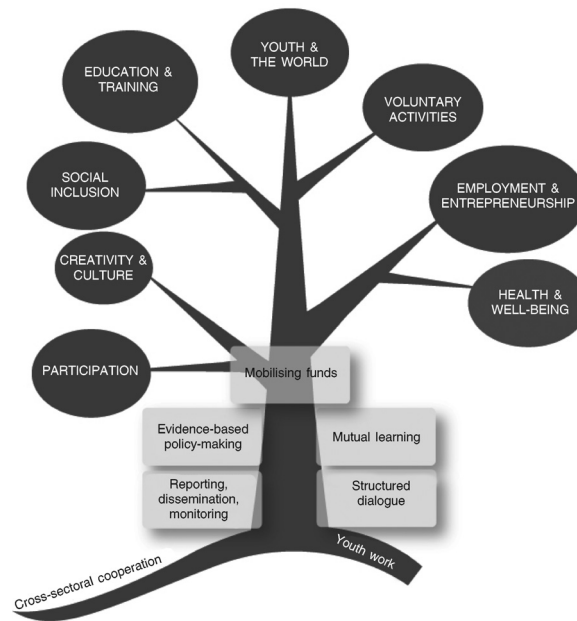 YOUTH &
THE WORLD
EDUCATION &
TRAINING
VOLUNTARY
ACTIVITIES
SOCIAL
INCLUSION
EMPLOYMENT &
ENTREPRENEURSHIP
CREATIVITY &
CULTURE
HEALTH &
WELL-BEING
PARTICIPATION
Mobilising funds
Evidence-based
policy-making
Mutual learning
Reporting,
dissemination,
monitoring
Structured
dialogue
Cross-sectoral cooperation
Youth work